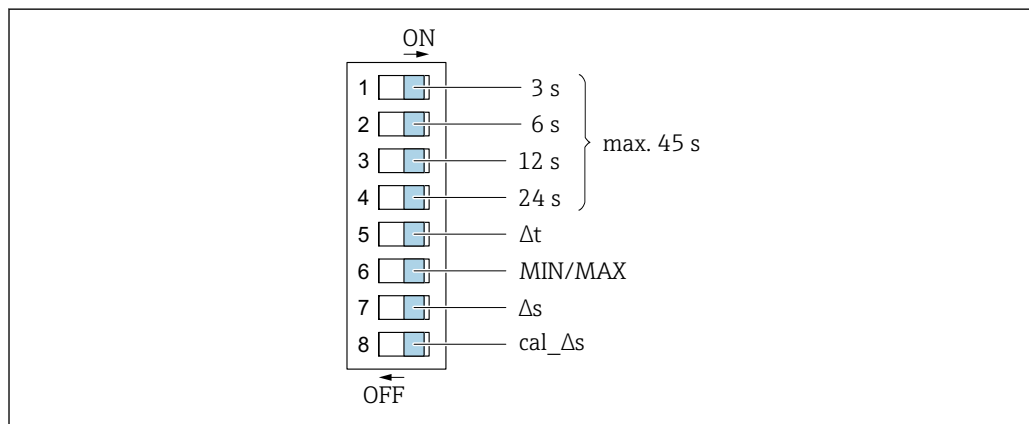 ON
1 3 s
2 6 s
3 12 s
max. 45 s
4 24 s
5 Δt
6 MIN/MAX
7 Δs
8 cal_Δs
OFF